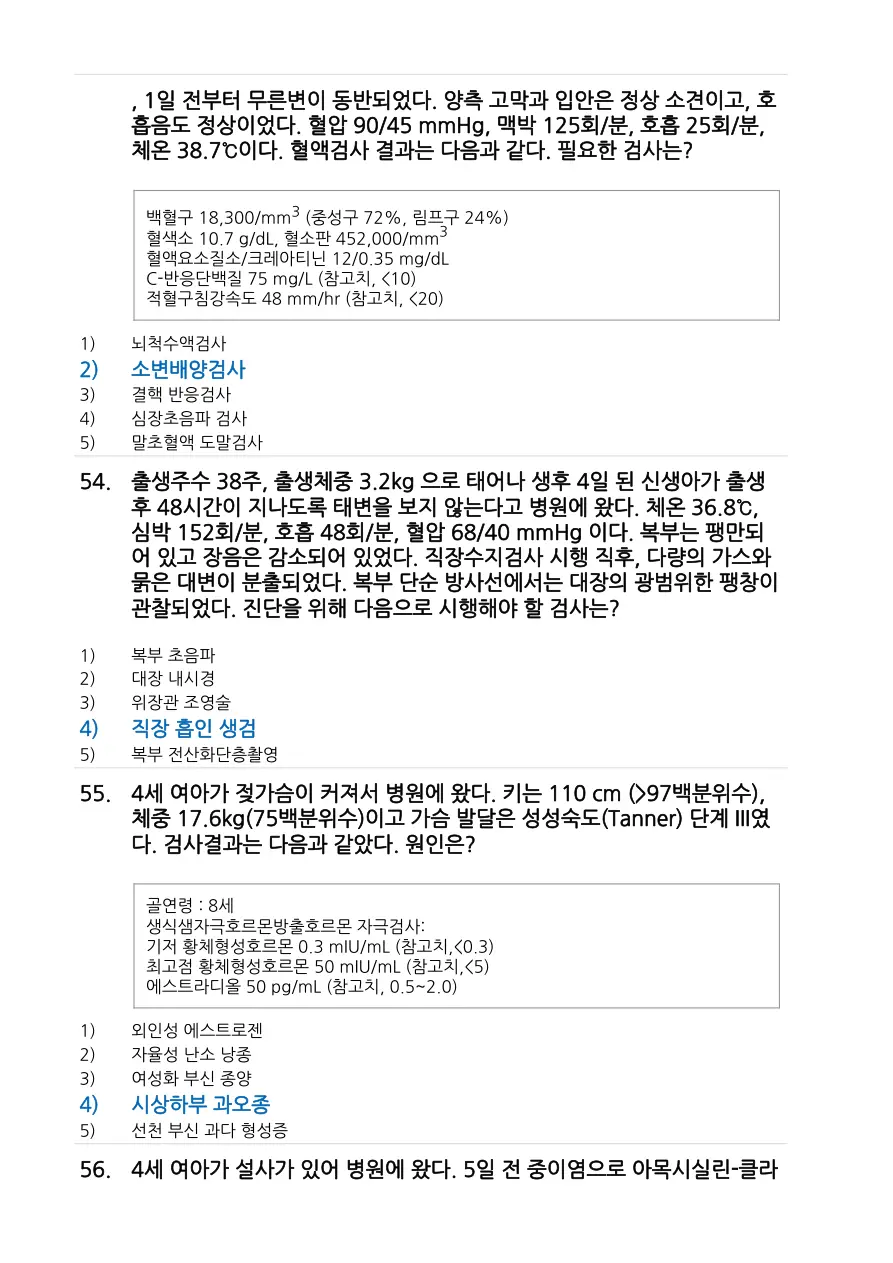 , 1일 전부터 무른변이 동반되었다. 양측 고막과 입안은 정상 소견이고, 호
흡음도 정상이었다. 혈압 90/45 mmHg, 맥박 125회/분, 호흡 25회/분,
체온 38.7℃이다. 혈액검사 결과는 다음과 같다. 필요한 검사는?
백혈구 18,300/mm3 (중성구 72%, 림프구 24%)
혈색소 10.7 g/dL, 혈소판 452,000/mm3
혈액요소질소/크레아티닌 12/0.35 mg/dL
C-반응단백질 75 mg/L (참고치, <10)
적혈구침강속도 48 mm/hr (참고치, <20)
1) 뇌척수액검사
2) 소변배양검사
3) 결핵 반응검사
4) 심장초음파 검사
5) 말초혈액 도말검사
54. 출생주수 38주, 출생체중 3.2kg 으로 태어나 생후 4일 된 신생아가 출생
후 48시간이 지나도록 태변을 보지 않는다고 병원에 왔다. 체온 36.8℃,
심박 152회/분, 호흡 48회/분, 혈압 68/40 mmHg 이다. 복부는 팽만되
어 있고 장음은 감소되어 있었다. 직장수지검사 시행 직후, 다량의 가스와
묽은 대변이 분출되었다. 복부 단순 방사선에서는 대장의 광범위한 팽창이
관찰되었다. 진단을 위해 다음으로 시행해야 할 검사는?
1) 복부 초음파
2) 대장 내시경
3) 위장관 조영술
4) 직장 흡인 생검
5) 복부 전산화단층촬영
55. 4세 여아가 젖가슴이 커져서 병원에 왔다. 키는 110 cm (>97백분위수),
체중 17.6kg(75백분위수)이고 가슴 발달은 성성숙도(Tanner) 단계 III였
다. 검사결과는 다음과 같았다. 원인은?
골연령 : 8세
생식샘자극호르몬방출호르몬 자극검사:
기저 황체형성호르몬 0.3 mIU/mL (참고치,<0.3)
최고점 황체형성호르몬 50 mIU/mL (참고치,<5)
에스트라디올 50 pg/mL (참고치, 0.5~2.0)
1) 외인성 에스트로젠
2) 자율성 난소 낭종
3) 여성화 부신 종양
4) 시상하부 과오종
5) 선천 부신 과다 형성증
56. 4세 여아가 설사가 있어 병원에 왔다. 5일 전 중이염으로 아목시실린-클라